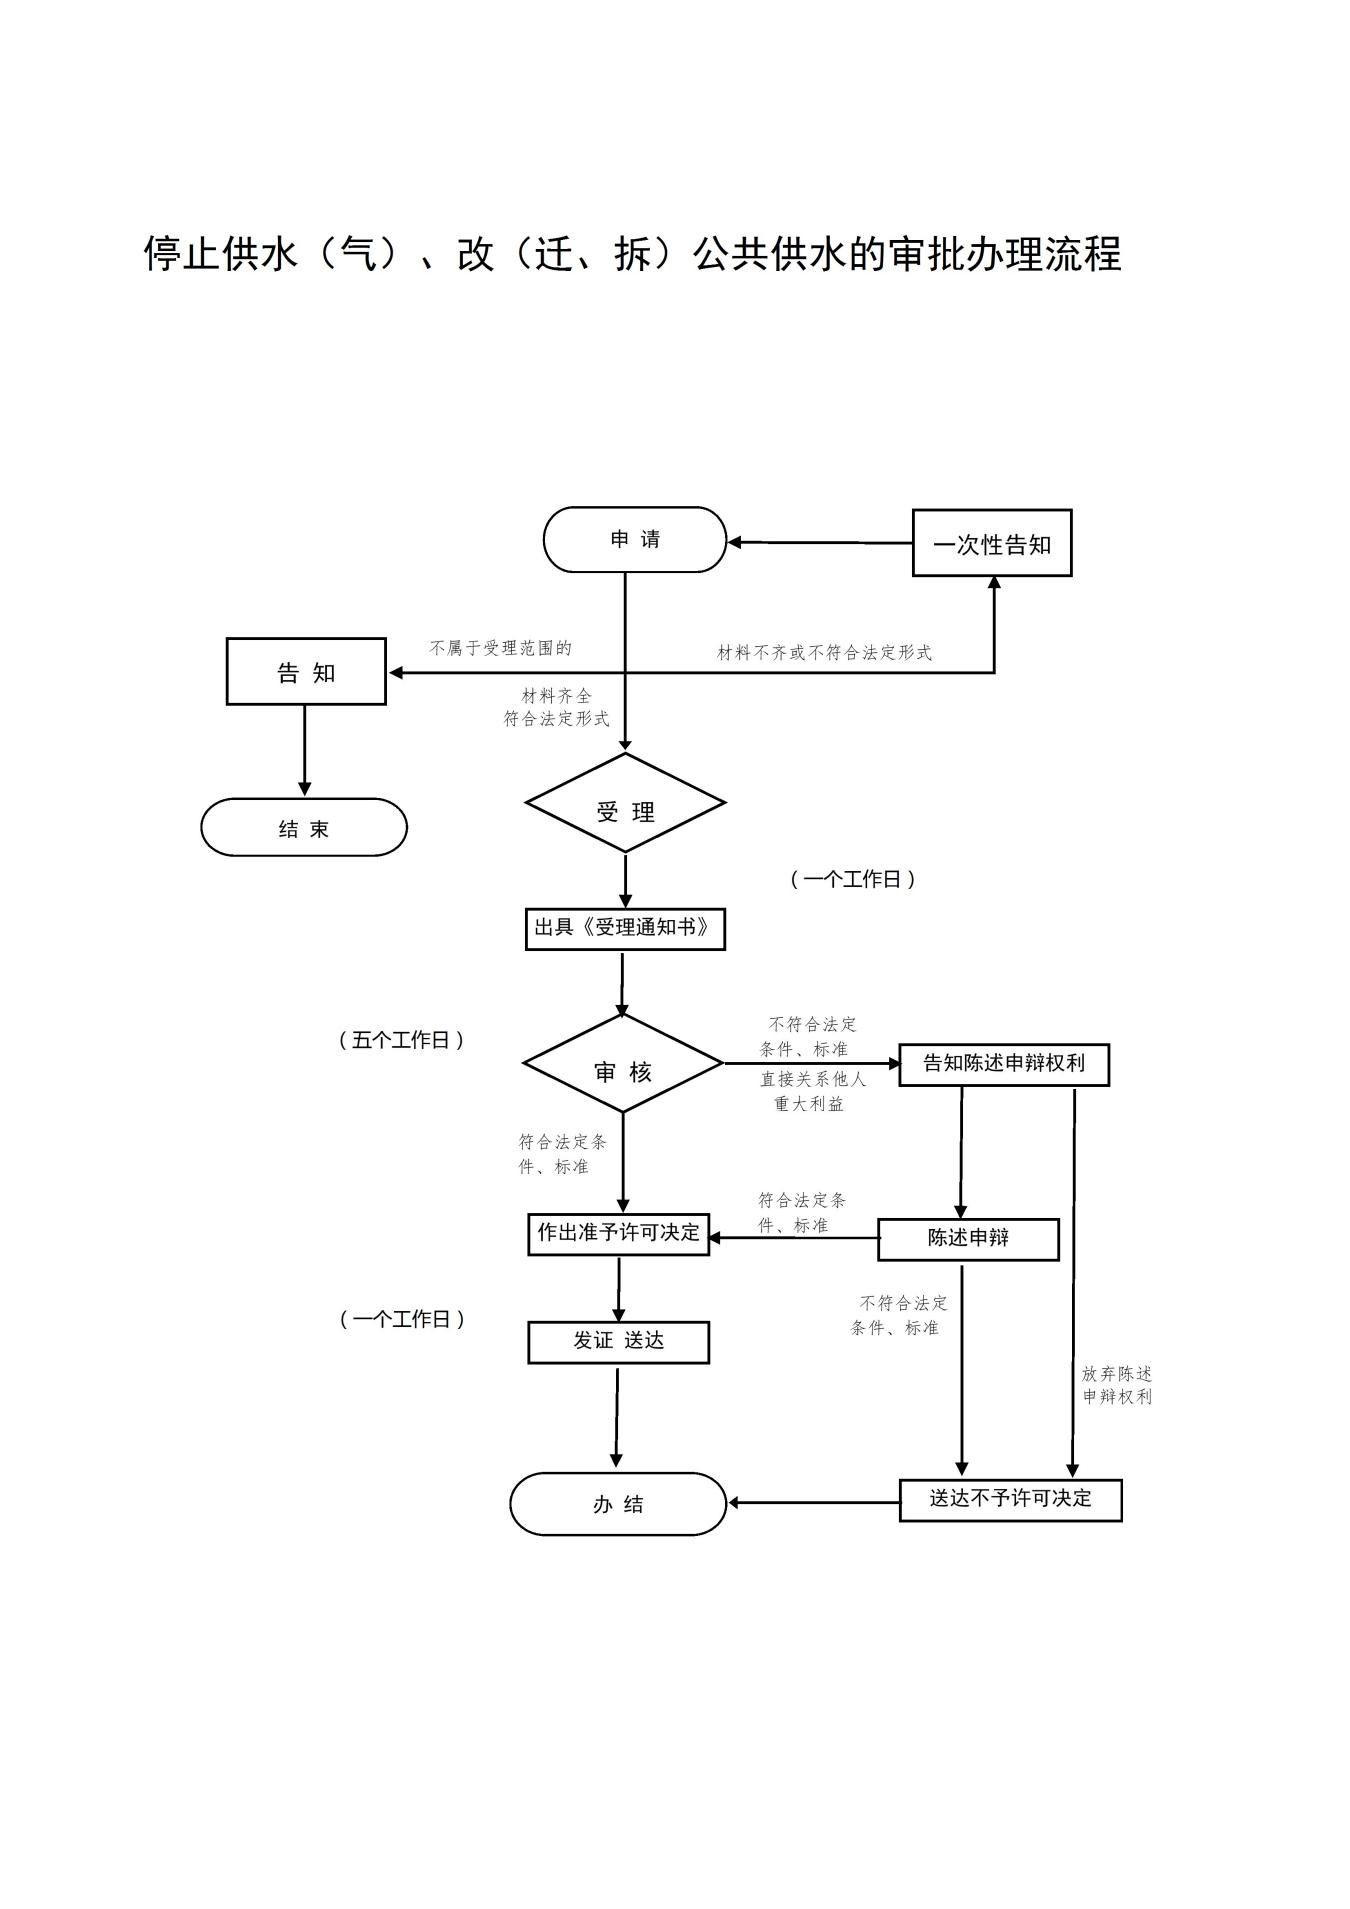 停止供水（气）、改（迁、拆）公共供水的审批办理流程
申 请
一次性告知
不属于受理范围的
材料不齐或不符合法定形式
告 知
材料齐全
符合法定形式
受 理
结 束
（一个工作日）
出具《受理通知书》
（五个工作日）
不符合法定
条件、标准
审 核
告知陈述申辩权利
直接关系他人
重大利益
符合法定条
件、标准
符合法定条
件、标准
作出准予许可决定
陈述申辩
不符合法定
条件、标准
（一个工作日）
发证 送达
放弃陈述
申辩权利
办 结
送达不予许可决定